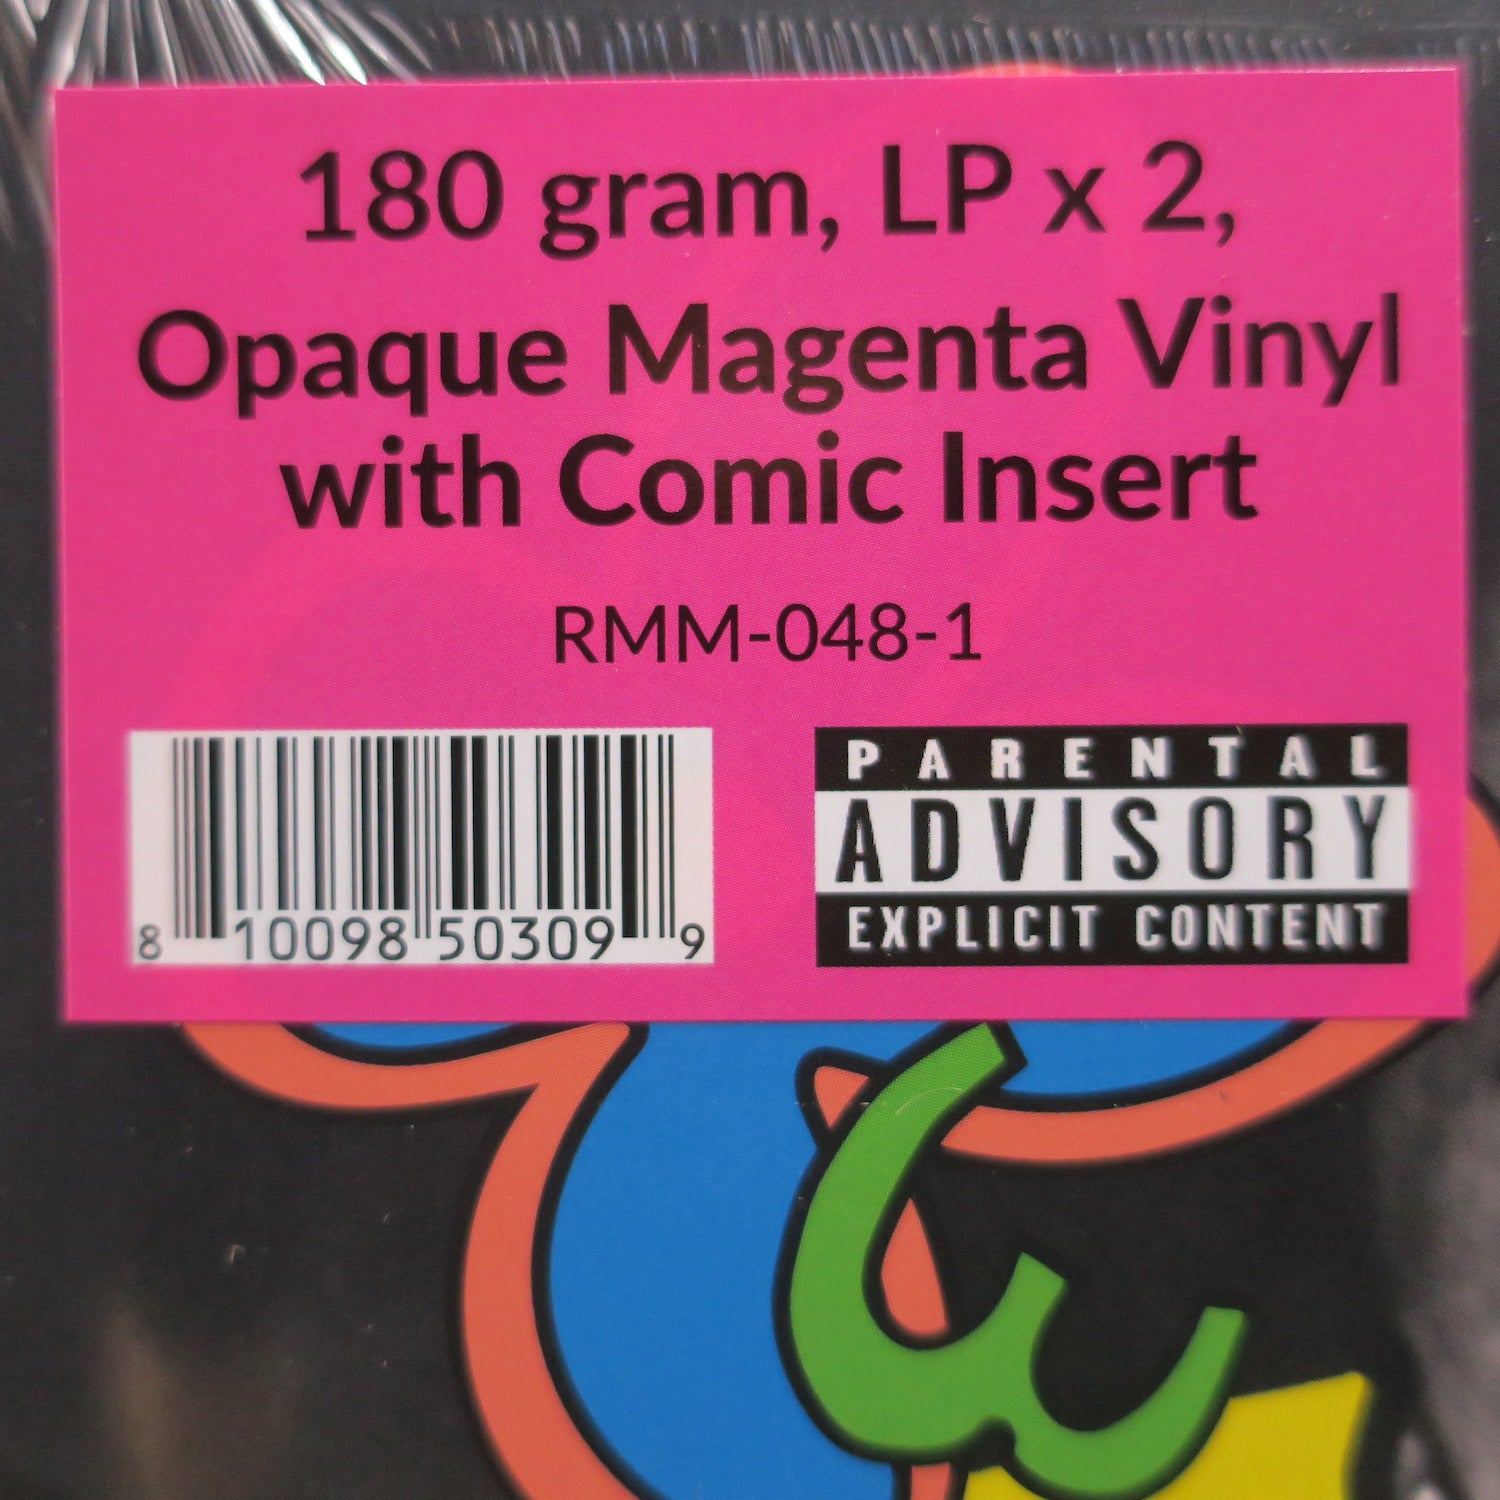 180 gram, LP x 2,
Opaque Magenta Vinyl
with Comic Insert
RMM-048-1
8 10098 50309 9
PARENTAL
ADVISORY
EXPLICIT CONTENT